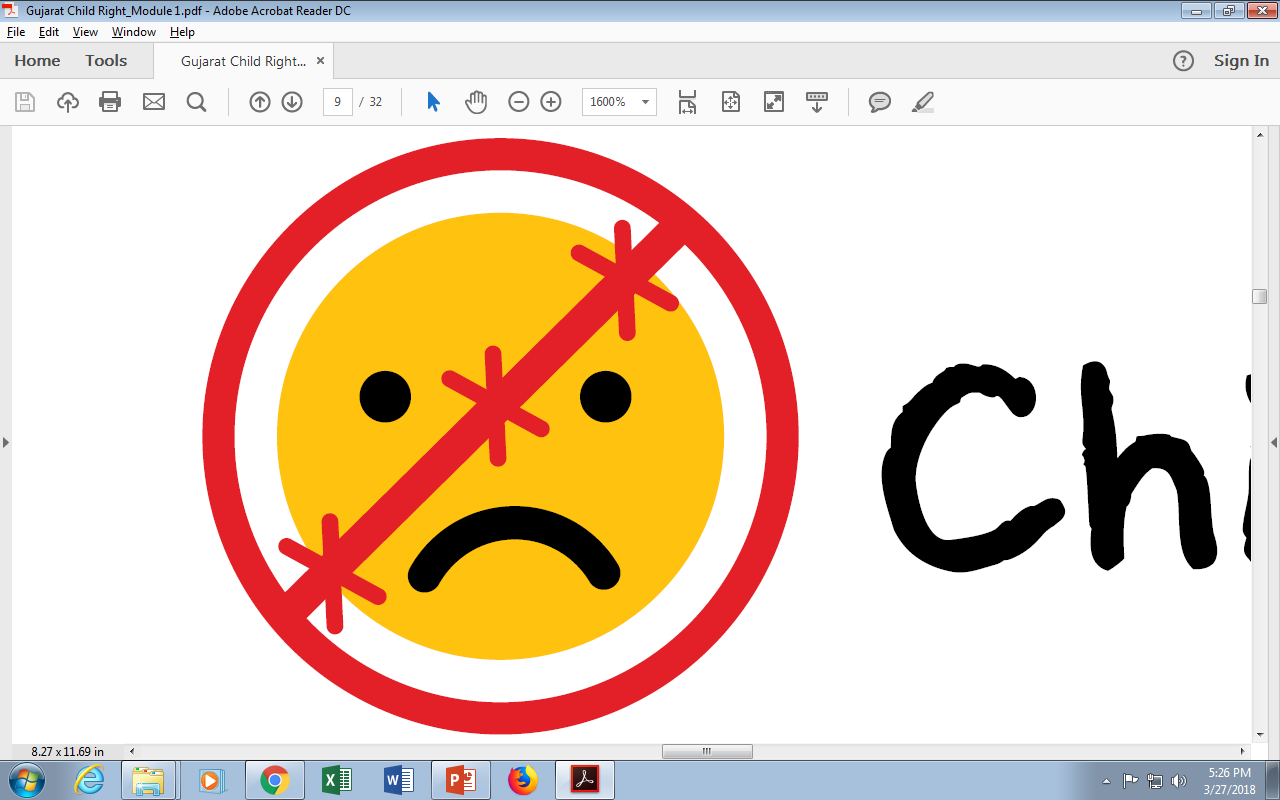 Gujarat Child Right_Module 1.pdf - Adobe Acrobat Reader DC
File Edit View Window Help
Home Tools Gujarat Child Right... Sign In
9 / 32 1600%
Ch
8.27 x 11.69 in
5:26 PM
3/27/2018